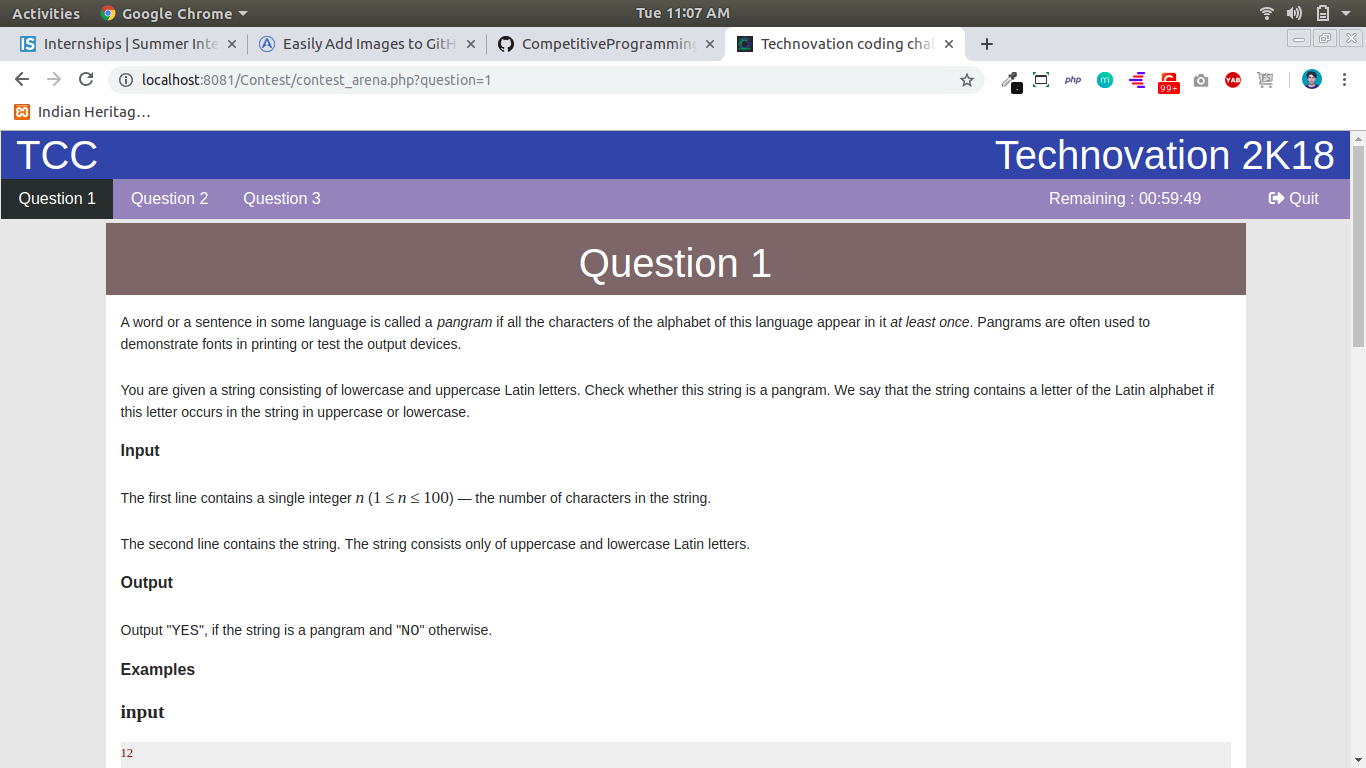 Activities Google Chrome Tue 11:07 AM
Internships | Summer Inte Easily Add Images to GitH CompetitiveProgramming Technovation coding chal
localhost:8081/Contest/contest_arena.php?question=1 php m 99+ YAB
Indian Heritag…
TCC Technovation 2K18
Question 1 Question 2 Question 3 Remaining : 00:59:49 Quit
Question 1
A word or a sentence in some language is called a pangram if all the characters of the alphabet of this language appear in it at least once. Pangrams are often used to
demonstrate fonts in printing or test the output devices.
You are given a string consisting of lowercase and uppercase Latin letters. Check whether this string is a pangram. We say that the string contains a letter of the Latin alphabet if
this letter occurs in the string in uppercase or lowercase.
Input
The first line contains a single integer n (1 ≤ n ≤ 100) — the number of characters in the string.
The second line contains the string. The string consists only of uppercase and lowercase Latin letters.
Output
Output "YES", if the string is a pangram and "NO" otherwise.
Examples
input
12